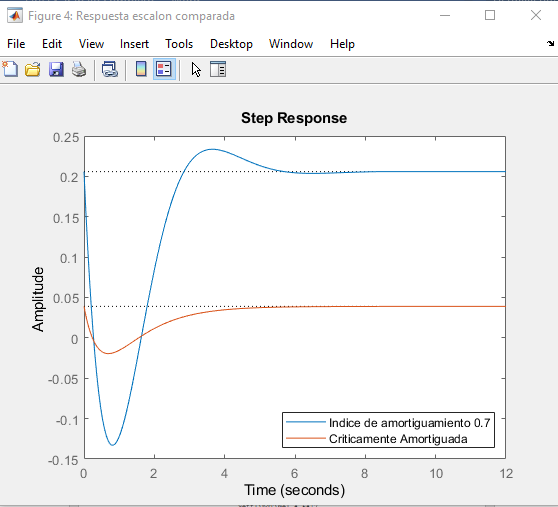 Figure 4: Respuesta escalon comparada
File Edit View Insert Tools Desktop Window Help
Step Response
0.25
0.2
0.15
0.1
0.05
0
-0.05
-0.1
-0.15
Amplitude
Indice de amortiguamiento 0.7
Criticamente Amortiguada
0 2 4 6 8 10 12
Time (seconds)